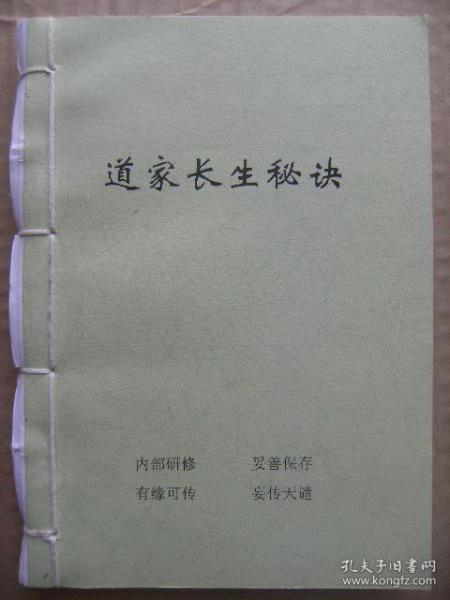 道家长生秘诀
内部研修 妥善保存
有缘可传 妄传天谴
孔夫子旧书网
www.kongfz.com